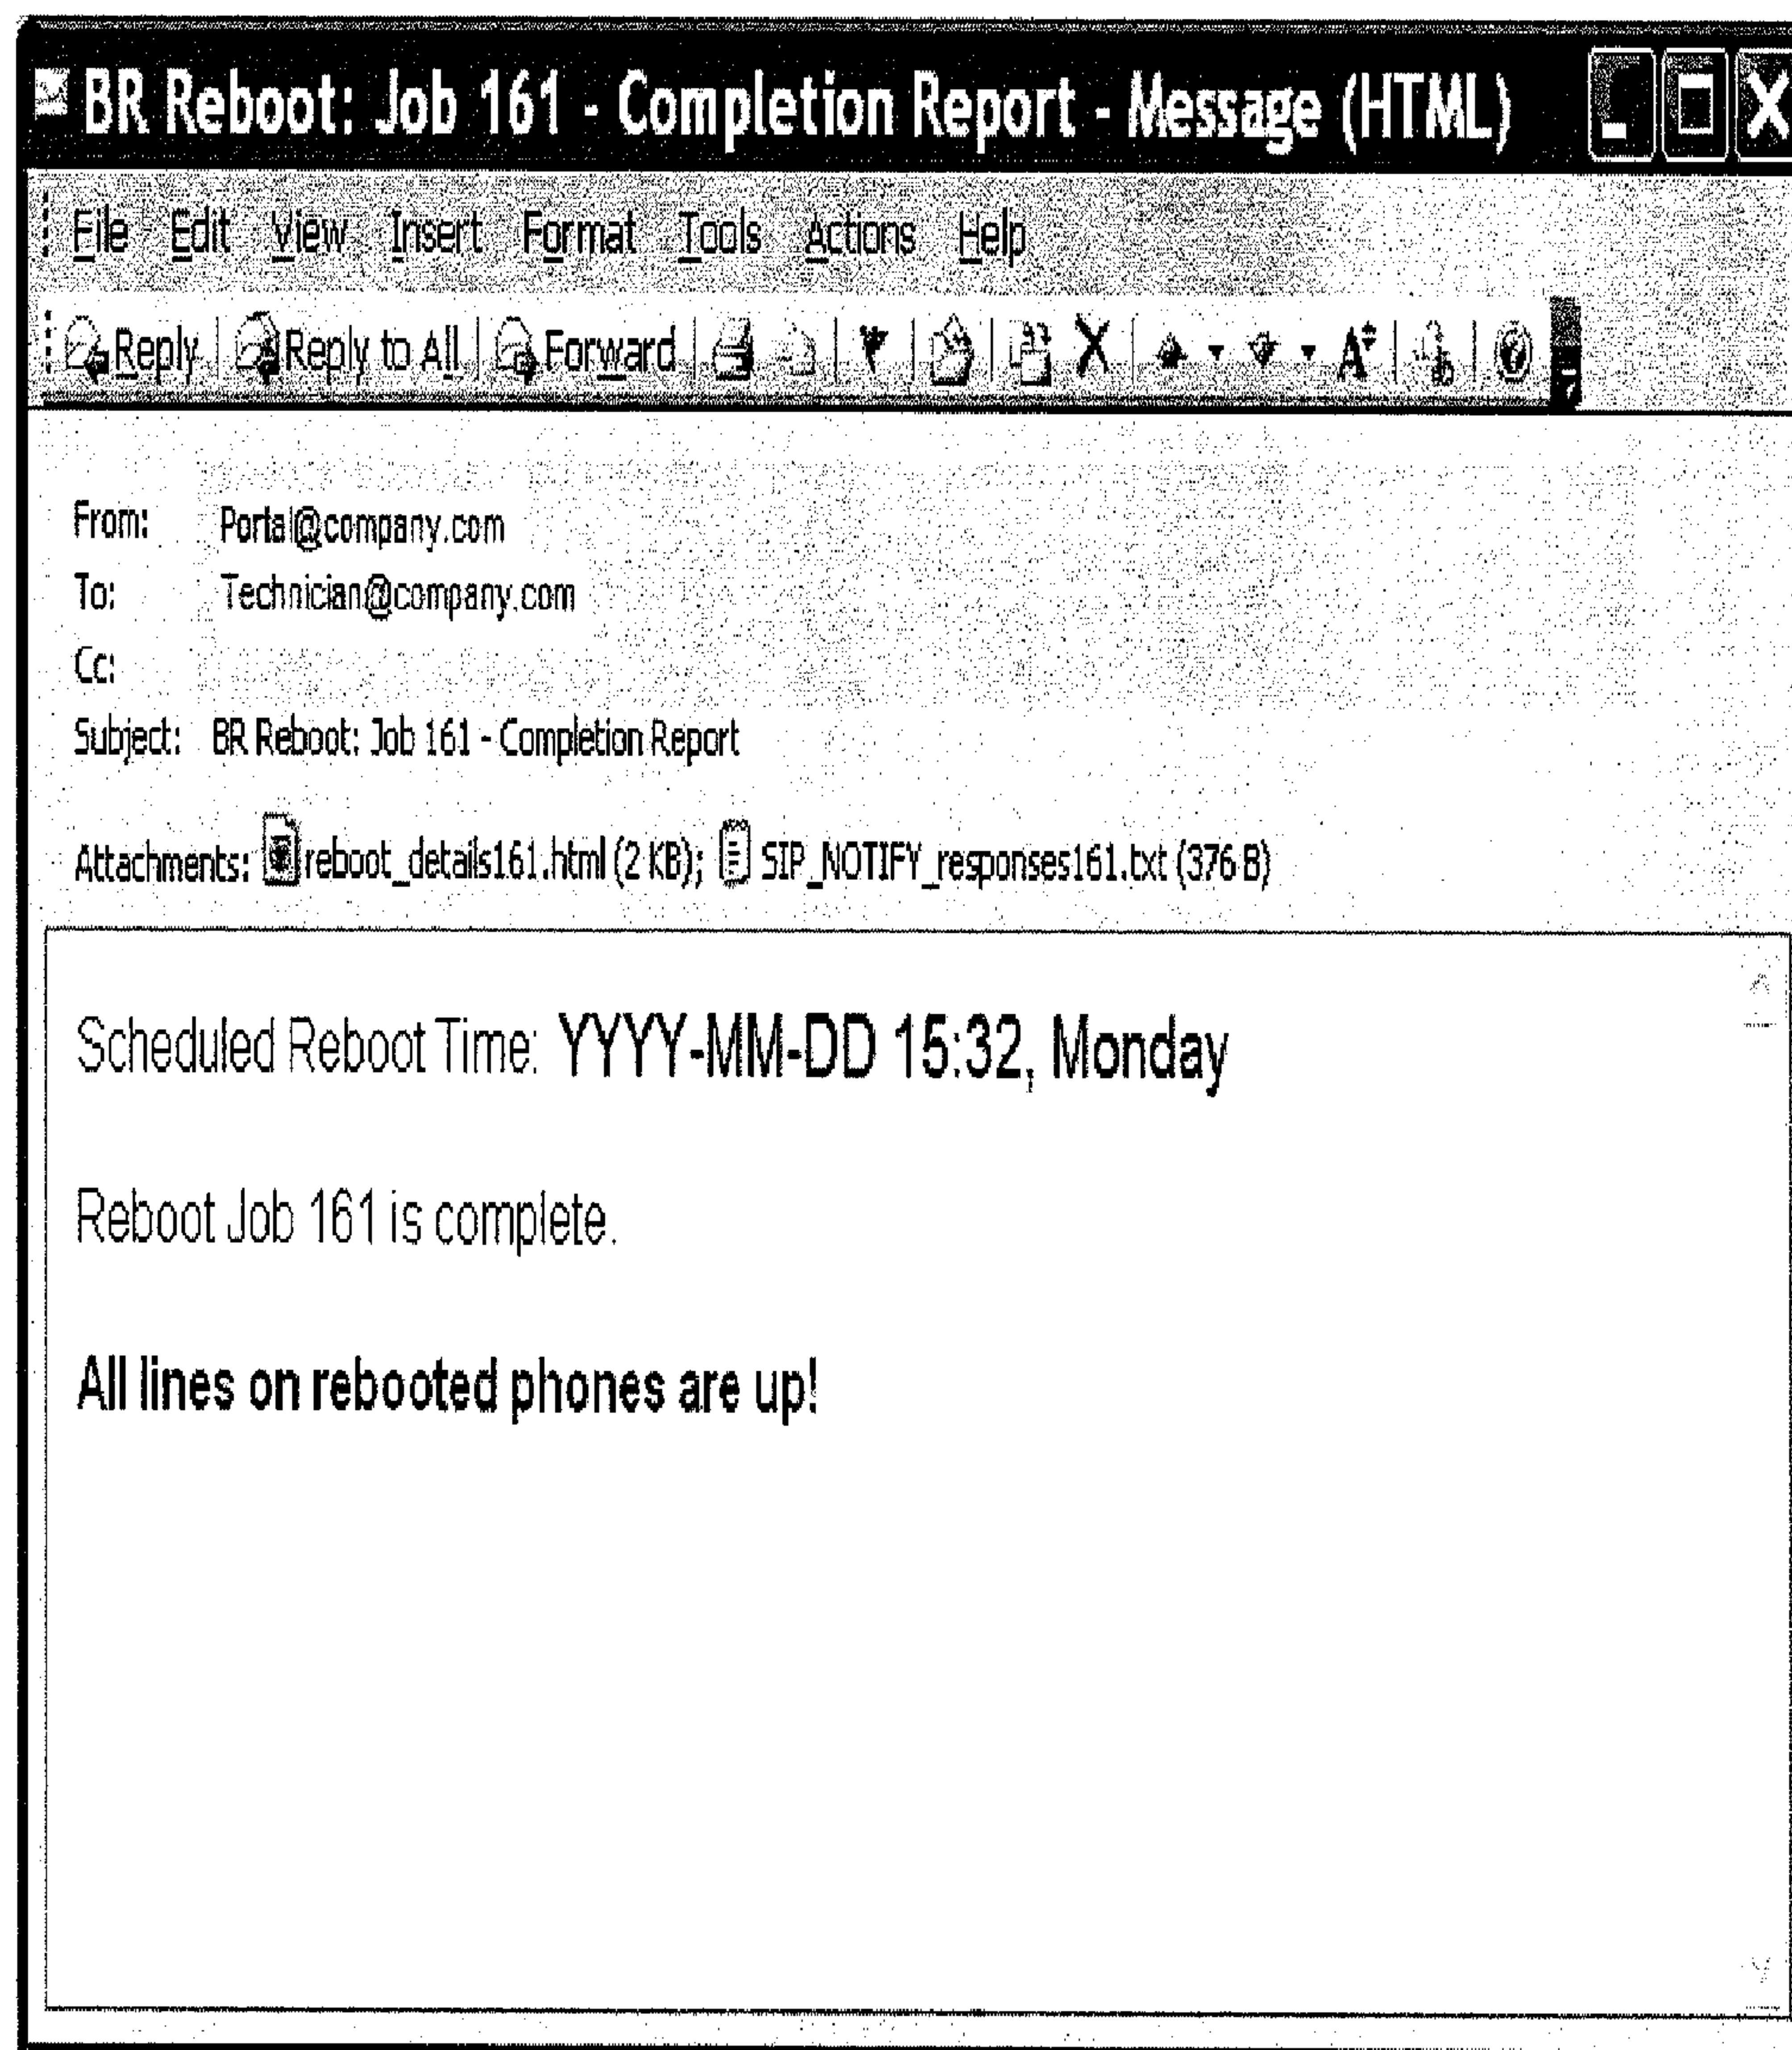 BR Reboot: Job 161 - Completion Report - Message (HTML)
File Edit View Insert Format Tools Actions Help
Reply Reply to All Forward
From: Portal@company.com
To: Technician@company.com
Cc:
Subject: BR Reboot: Job 161 - Completion Report
Attachments: reboot_details161.html (2 KB); SIP_NOTIFY_responses161.txt (376 B)
Scheduled Reboot Time: YYYY-MM-DD 15:32, Monday
Reboot Job 161 is complete.
All lines on rebooted phones are up!